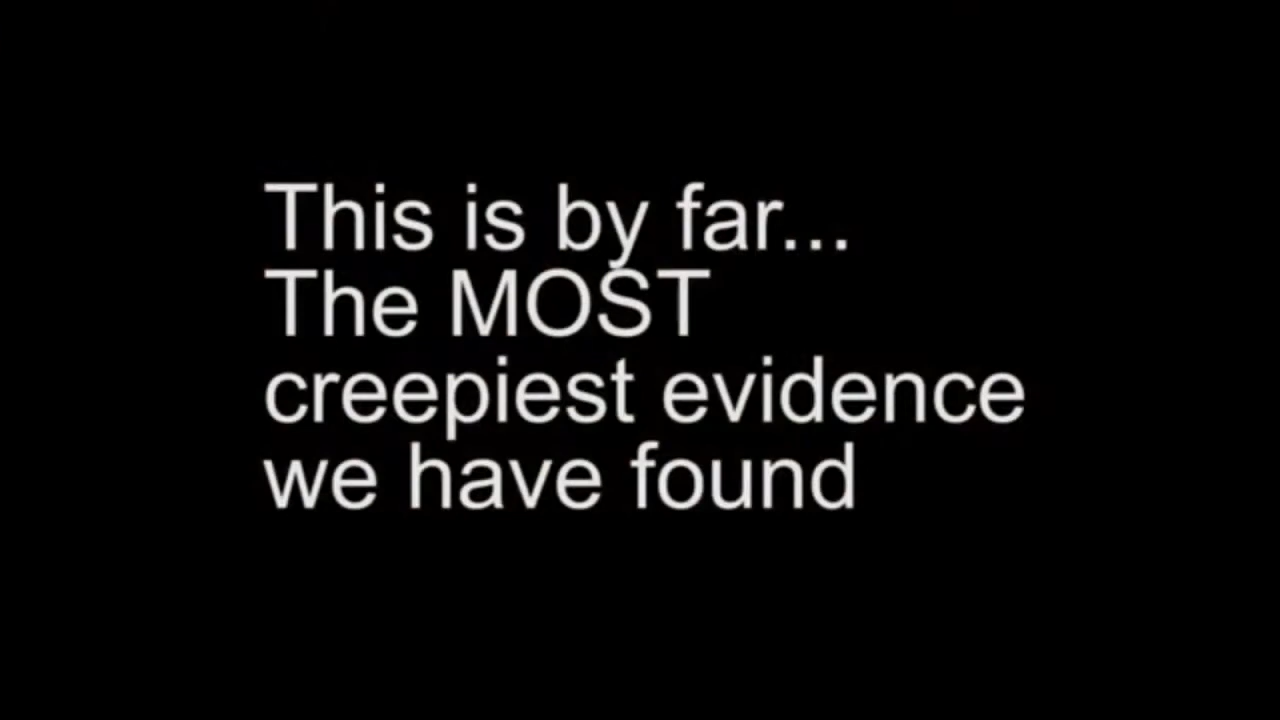 This is by far...
The MOST
creepiest evidence
we have found